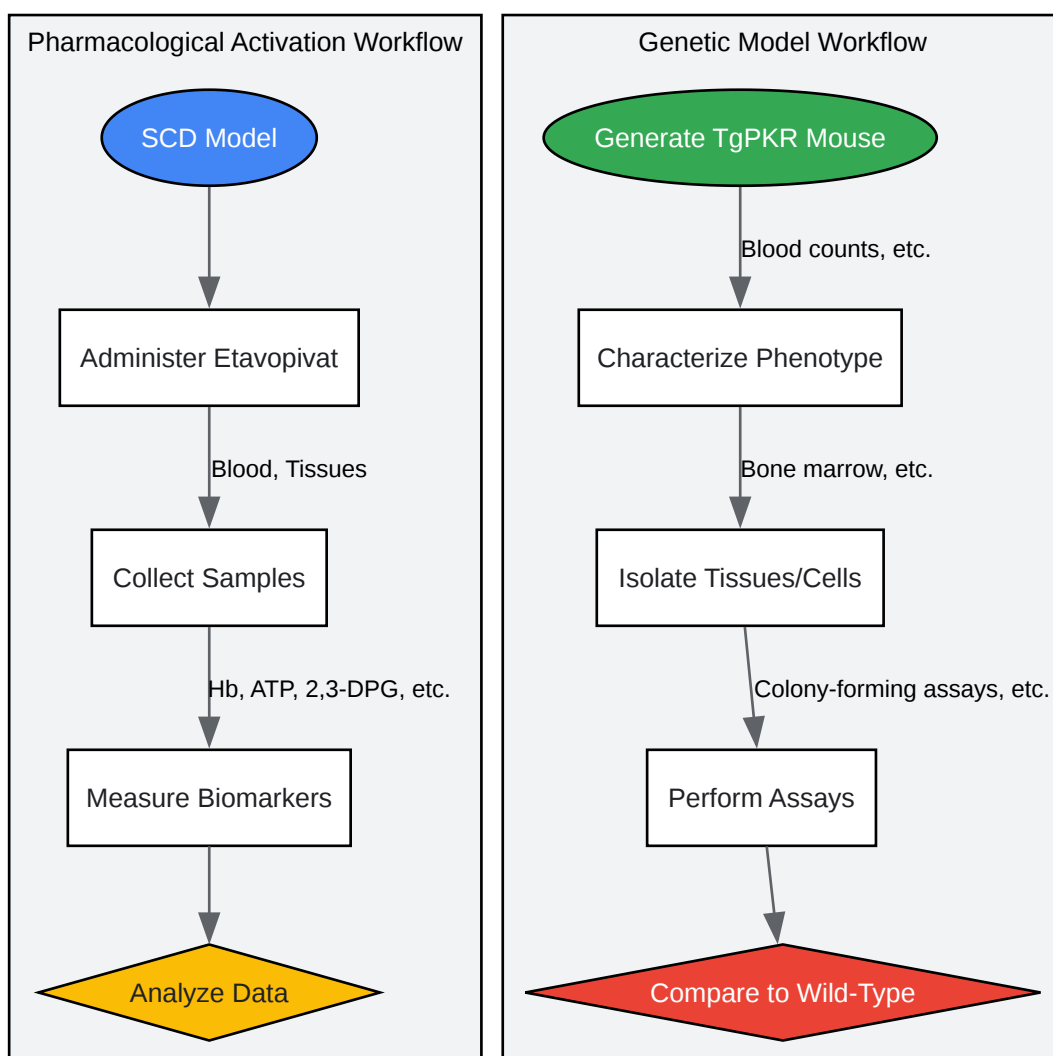 Pharmacological Activation Workflow
SCD Model
Administer Etavopivat
Blood, Tissues
Collect Samples
Hb, ATP, 2,3-DPG, etc.
Measure Biomarkers
Analyze Data
Genetic Model Workflow
Generate TgPKR Mouse
Blood counts, etc.
Characterize Phenotype
Bone marrow, etc.
Isolate Tissues/Cells
Colony-forming assays, etc.
Perform Assays
Compare to Wild-Type